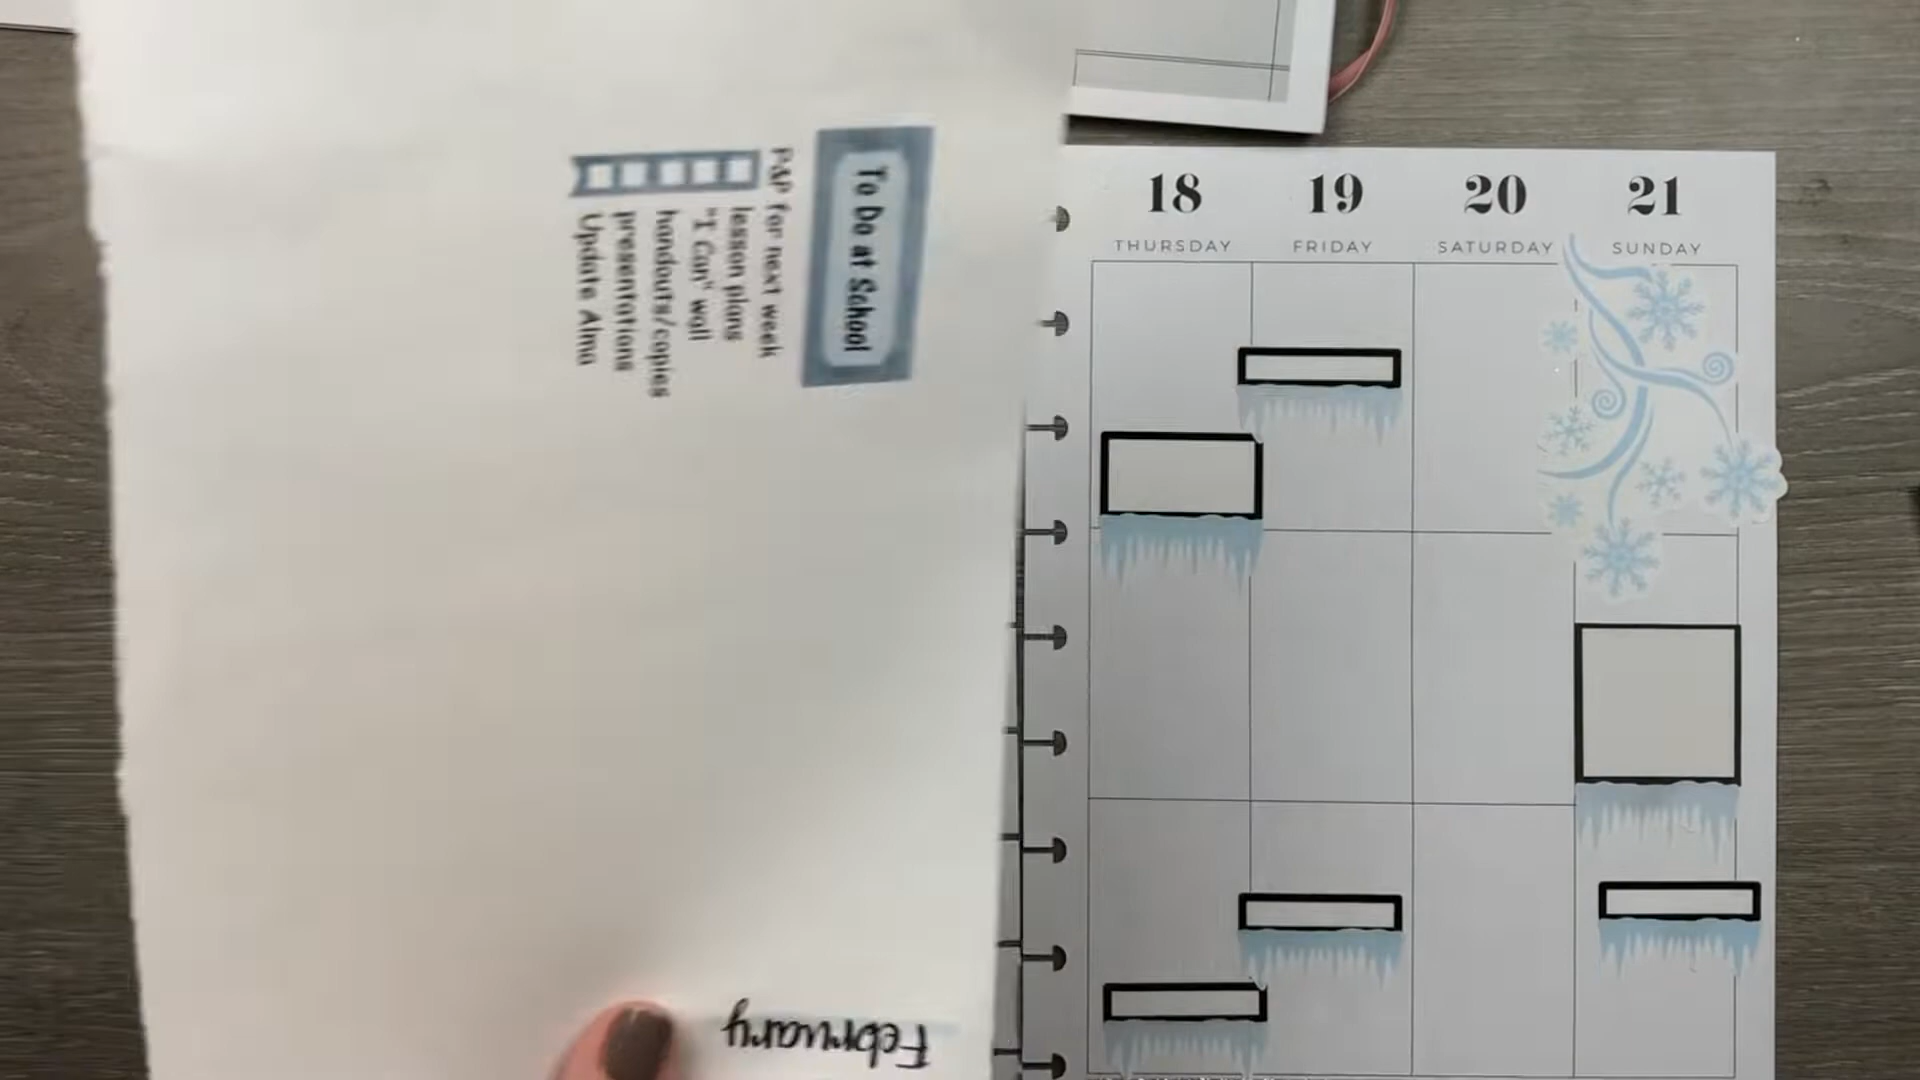 To Do at School
P&P for next week
lesson plans
"I Can" wall
handouts/copies
presentations
Update Alma
February
18 19 20 21
THURSDAY FRIDAY SATURDAY SUNDAY